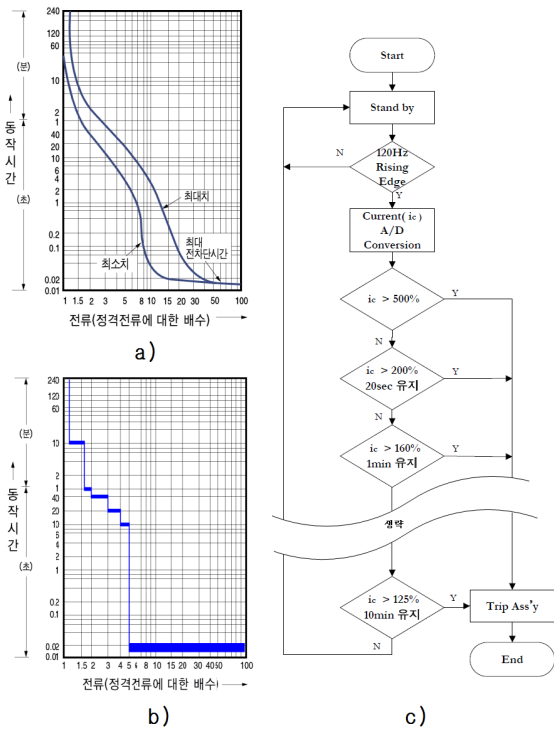 240
120
60
10
2
1
40
20
10
5
4
2
1
0.2
0.1
0.02
0.01
(분)
동작시간
(초)
최대치
최소치
최대
전차단시간
1 1.5 2 3 5 8 10 15 20 30 50 100
전류(정격전류에 대한 배수)
a)
240
120
60
10
2
1
40
20
10
5
4
2
1
0.2
0.1
0.02
0.01
(분)
동작시간
(초)
1 1.5 2 3 4 5 6 8 10 15 20 30 40 50 100
전류(정격전류에 대한 배수)
b)
Start
Stand by
N
120Hz
Rising
Edge
Y
Current( ic )
A/D
Conversion
ic > 500%
Y
N
ic > 200%
20sec 유지
Y
N
ic > 160%
1min 유지
Y
생략
ic > 125%
10min 유지
Y
N
Trip Ass'y
End
c)